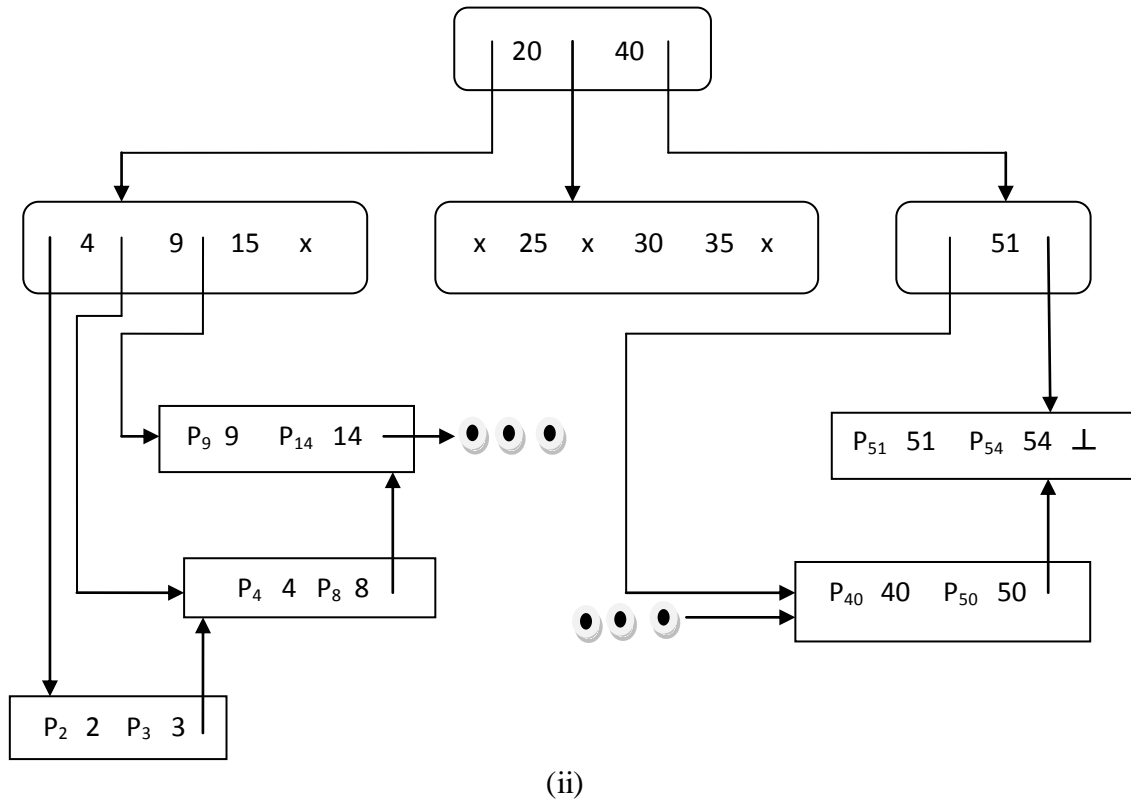 20 40
4 9 15 x
x 25 x 30 35 x
51
P₉ 9 P₁₄ 14
P₅₁ 51 P₅₄ 54 ⊥
P₄ 4 P₈ 8
P₄₀ 40 P₅₀ 50
P₂ 2 P₃ 3
(ii)